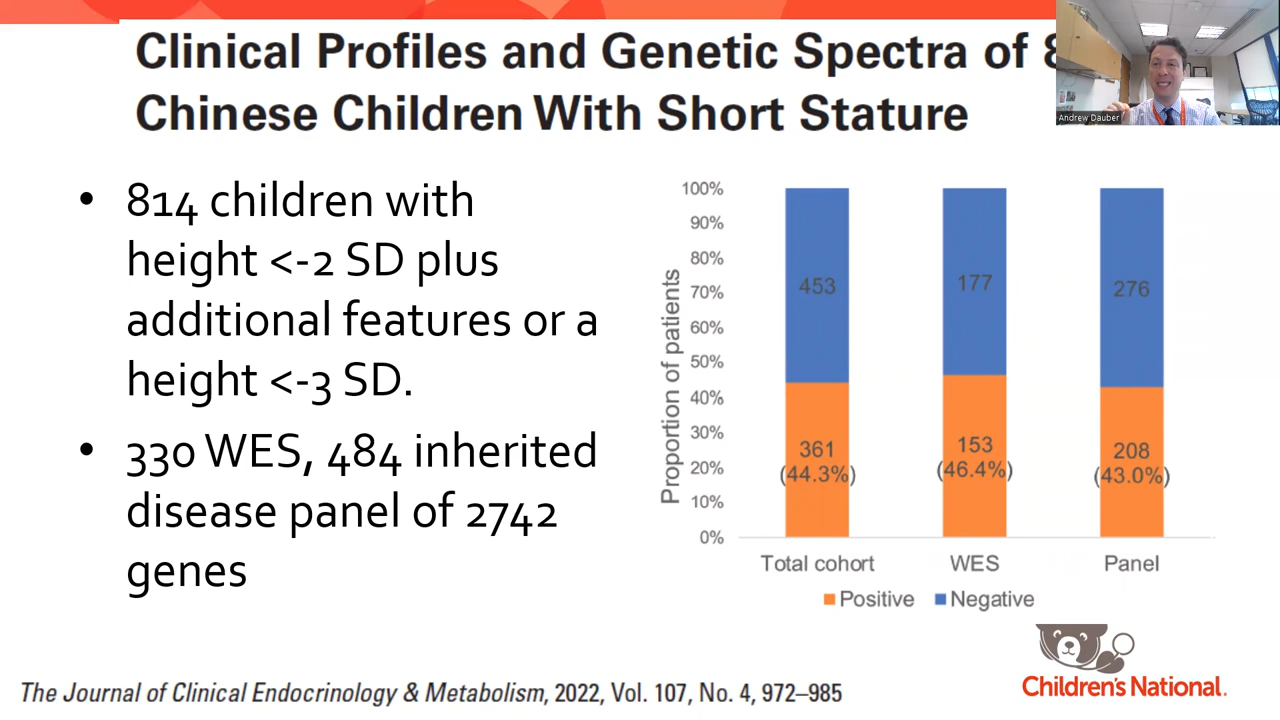 Clinical Profiles and Genetic Spectra of 8
Chinese Children With Short Stature
Andrew Dauber
• 814 children with
height <-2 SD plus
additional features or a
height <-3 SD.
• 330 WES, 484 inherited
disease panel of 2742
genes
Proportion of patients
100%
90%
80%
70%
60%
50%
40%
30%
20%
10%
0%
453
177
276
361
(44.3%)
153
(46.4%)
208
(43.0%)
Total cohort
WES
Panel
Positive
Negative
Children's National.
The Journal of Clinical Endocrinology & Metabolism, 2022, Vol. 107, No. 4, 972–985